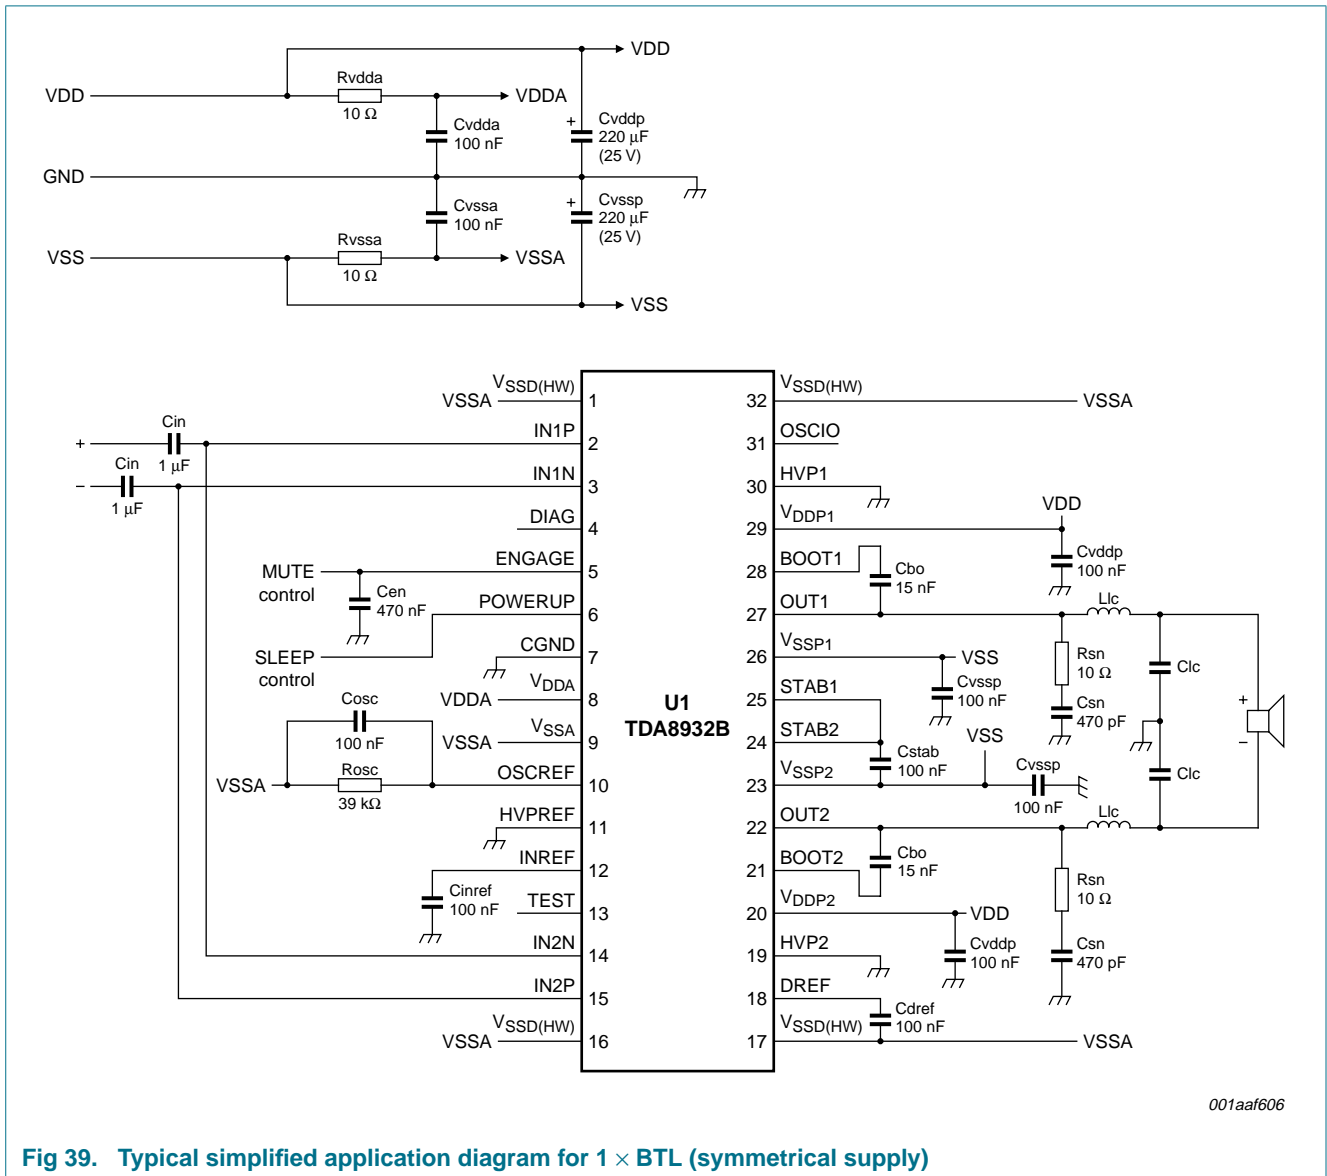 VDD
VDD
Rvdda
10 Ω
VDDA
Cvdda
100 nF
+
Cvddp
220 μF
(25 V)
GND
Cvssa
100 nF
+
Cvssp
220 μF
(25 V)
VSS
Rvssa
10 Ω
VSSA
VSS
U1
TDA8932B
VSSA
VSSD(HW)
1
+
Cin
1 μF
IN1P
2
−
Cin
1 μF
IN1N
3
DIAG
4
MUTE
control
ENGAGE
5
Cen
470 nF
POWERUP
6
SLEEP
control
CGND
7
VDDA
VDDA
8
Cosc
100 nF
VSSA
VSSA
9
VSSA
Rosc
39 kΩ
OSCREF
10
HVPREF
11
INREF
12
Cinref
100 nF
TEST
13
IN2N
14
IN2P
15
VSSA
VSSD(HW)
16
32
VSSD(HW)
VSSA
31
OSCIO
30
HVP1
29
VDDP1
VDD
Cvddp
100 nF
28
BOOT1
Cbo
15 nF
27
OUT1
Llc
26
VSSP1
VSS
Cvssp
100 nF
Rsn
10 Ω
Csn
470 pF
Clc
+
−
25
STAB1
24
STAB2
Cstab
100 nF
VSS
23
VSSP2
Cvssp
100 nF
Clc
22
OUT2
Llc
21
BOOT2
Cbo
15 nF
Rsn
10 Ω
20
VDDP2
VDD
Cvddp
100 nF
Csn
470 pF
19
HVP2
18
DREF
Cdref
100 nF
17
VSSD(HW)
VSSA
001aaf606
Fig 39. Typical simplified application diagram for 1 × BTL (symmetrical supply)